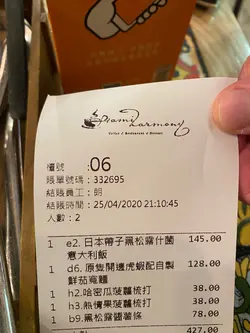 Miami Harmony
檯號 :06
賬單號碼 :332695
結賬員工 :明
結賬時間 :25/04/2020 21:10:45
人數 :2
1 e2. 日本帶子黑松露什菌意大利飯 145.00
1 d6. 原隻開邊虎蝦配自製鮮茄寬麵 128.00
1 h2.哈密瓜菠蘿梳打 38.00
1 h3.熱情果菠蘿梳打 38.00
1 b9.黑松露醬薯條 78.00
427.00